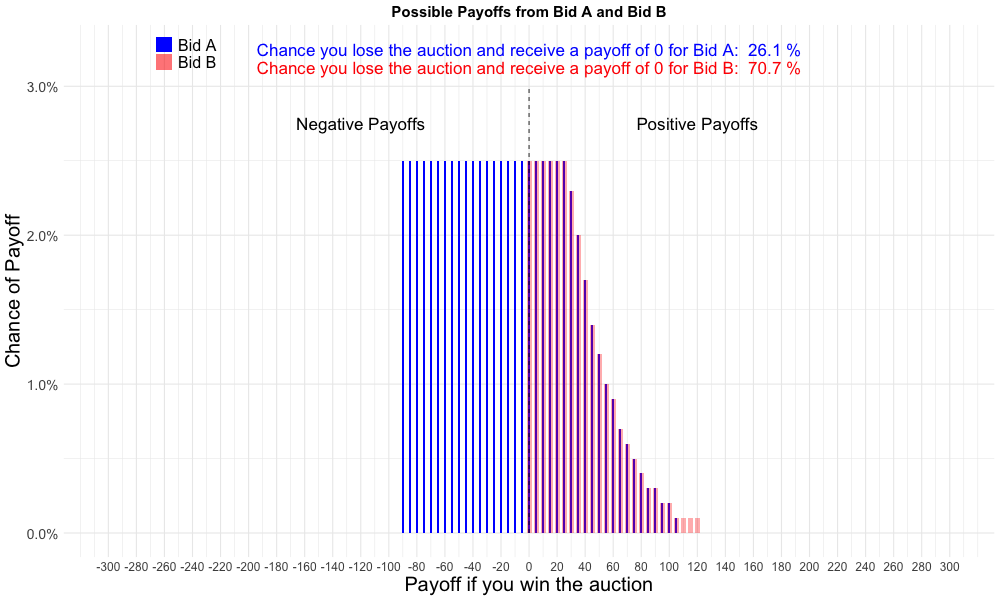 Possible Payoffs from Bid A and Bid B
Bid A
Bid B
Chance you lose the auction and receive a payoff of 0 for Bid A:  26.1 %
Chance you lose the auction and receive a payoff of 0 for Bid B:  70.7 %
Negative Payoffs
Positive Payoffs
Chance of Payoff
3.0%
2.0%
1.0%
0.0%
-300 -280 -260 -240 -220 -200 -180 -160 -140 -120 -100 -80 -60 -40 -20 0 20 40 60 80 100 120 140 160 180 200 220 240 260 280 300
Payoff if you win the auction